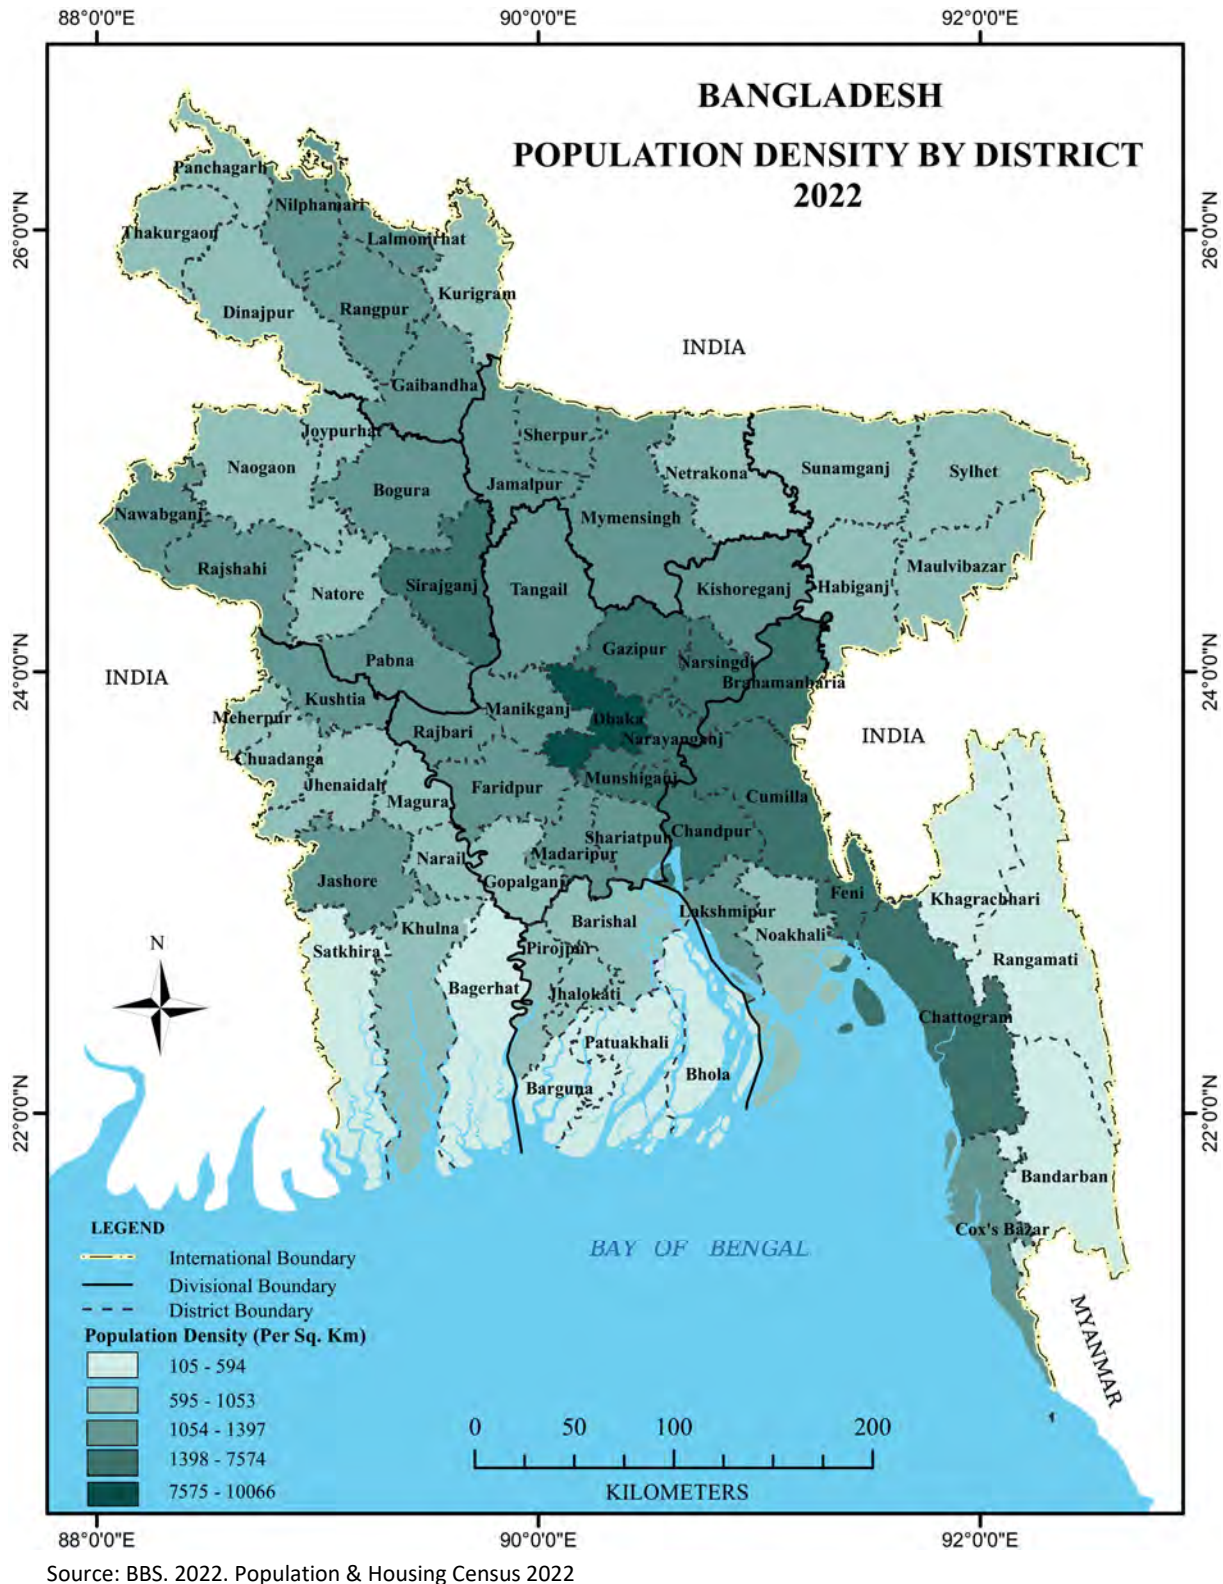 88°0'0"E 90°0'0"E 92°0'0"E
BANGLADESH
POPULATION DENSITY BY DISTRICT
2022
26°0'0"N
26°0'0"N
24°0'0"N
24°0'0"N
22°0'0"N
22°0'0"N
Panchagarh
Nilphamari
Thakurgaon
Lalmonirhat
Kurigram
Dinajpur
Rangpur
INDIA
Gaibandha
Joypurhat
Sherpur
Naogaon
Netrakona
Sunamganj
Sylhet
Bogura
Jamalpur
Nawabganj
Mymensingh
Rajshahi
Maulvibazar
Sirajganj
Tangail
Kishoreganj
Habiganj
Natore
Gazipur
Pabna
Narsingdi
INDIA
Brahamanbaria
Kushtia
Manikganj
Meherpur
Dhaka
Rajbari
Narayanganj
INDIA
Chuadanga
Jhenaidah
Faridpur
Munshiganj
Magura
Cumilla
Shariatpur
Chandpur
Narail
Madaripur
Jashore
Gopalganj
Feni
Khagrachhari
Barishal
Lakshmipur
Khulna
Noakhali
N
Satkhira
Pirojpur
Rangamati
Bagerhat
Jhalokati
Chattogram
Patuakhali
Bhola
Barguna
Bandarban
Cox's Bazar
BAY OF BENGAL
MYANMAR
LEGEND
International Boundary
Divisional Boundary
District Boundary
Population Density (Per Sq. Km)
105 - 594
595 - 1053
1054 - 1397
1398 - 7574
7575 - 10066
0 50 100 200
KILOMETERS
88°0'0"E 90°0'0"E 92°0'0"E
Source: BBS. 2022. Population & Housing Census 2022